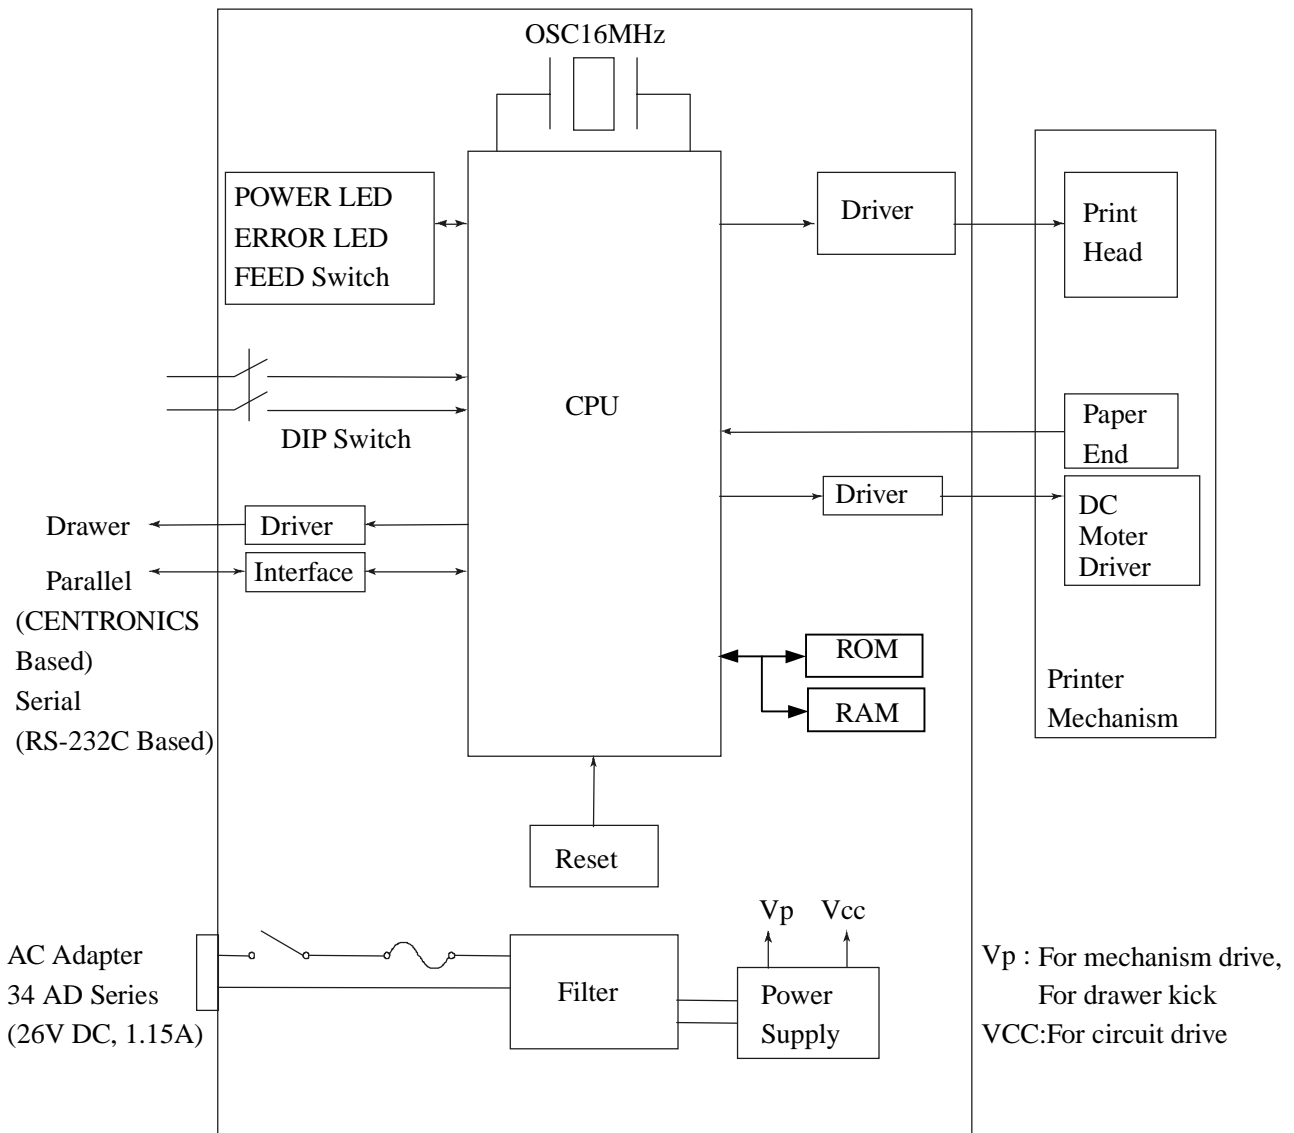 OSC16MHz
POWER LED
ERROR LED
FEED Switch
Driver
Print
Head
CPU
DIP Switch
Paper
End
Driver
DC
Moter
Driver
Drawer
Driver
Parallel
Interface
(CENTRONICS
Based)
Serial
(RS-232C Based)
ROM
RAM
Printer
Mechanism
Reset
Vp
Vcc
AC Adapter
34 AD Series
(26V DC, 1.15A)
Filter
Power
Supply
Vp : For mechanism drive,
For drawer kick
VCC:For circuit drive